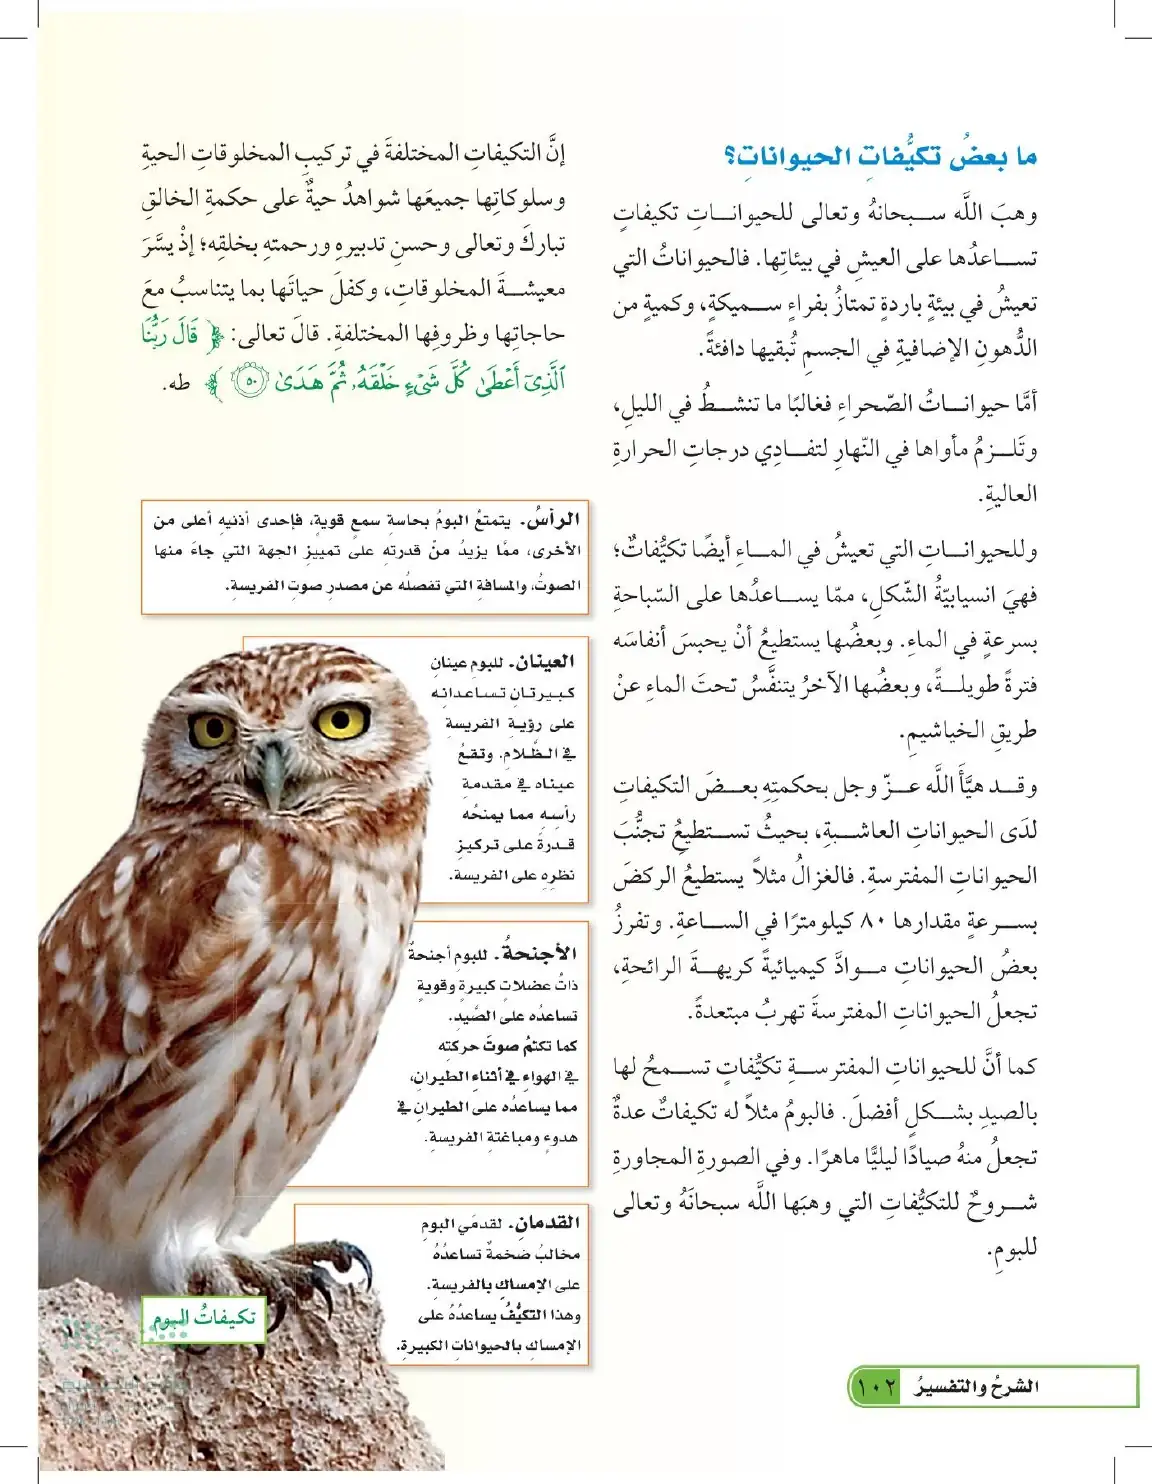 ما بعضُ تكيُّفاتِ الحيواناتِ؟
وهبَ اللَّه سبحانهُ وتعالى للحيواناتِ تكيفاتٍ
تساعدُها على العيشِ في بيئاتِها. فالحيواناتُ التي
تعيشُ في بيئةٍ باردةٍ تمتازُ بفراءٍ سميكةٍ، وكميةٍ من
الدُّهونِ الإضافيةِ في الجسمِ تُبقيها دافئةً.
أمَّا حيواناتُ الصّحراءِ فغالبًا ما تنشطُ في الليلِ،
وتَلزمُ مأواها في النّهارِ لتفادِي درجاتِ الحرارةِ
العاليةِ.
وللحيواناتِ التي تعيشُ في الماءِ أيضًا تكيُّفاتٌ؛
فهيَ انسيابيّةُ الشّكلِ، ممّا يساعدُها على السّباحةِ
بسرعةٍ في الماءِ. وبعضُها يستطيعُ أنْ يحبسَ أنفاسَه
فترةً طويلةً، وبعضُها الآخرُ يتنفَّسُ تحتَ الماءِ عنْ
طريقِ الخياشيمِ.
وقد هيَّأَ اللَّه عزّ وجل بحكمتِهِ بعضَ التكيفاتِ
لدَى الحيواناتِ العاشبةِ، بحيثُ تستطيعُ تجنُّبَ
الحيواناتِ المفترسةِ. فالغزالُ مثلاً يستطيعُ الركضَ
بسرعةٍ مقدارها ٨٠ كيلومترًا في الساعةِ. وتفرزُ
بعضُ الحيواناتِ موادَّ كيميائيةً كريهةَ الرائحةِ،
تجعلُ الحيواناتِ المفترسةَ تهربُ مبتعدةً.
كما أنَّ للحيواناتِ المفترسةِ تكيُّفاتٍ تسمحُ لها
بالصيدِ بشكلٍ أفضلَ. فالبومُ مثلاً له تكيفاتٌ عدةٌ
تجعلُ منهُ صيادًا ليليًّا ماهرًا. وفي الصورةِ المجاورةِ
شروحٌ للتكيُّفاتِ التي وهبَها اللَّه سبحانَهُ وتعالى
للبومِ.
إنَّ التكيفاتِ المختلفةَ في تركيبِ المخلوقاتِ الحيةِ
وسلوكاتِها جميعَها شواهدُ حيةٌ على حكمةِ الخالقِ
تباركَ وتعالى وحسنِ تدبيرِهِ ورحمتِهِ بخلقِه؛ إذْ يسَّرَ
معيشةَ المخلوقاتِ، وكفلَ حياتَها بما يتناسبُ معَ
حاجاتِها وظروفِها المختلفةِ. قالَ تعالى: ﴿ قَالَ رَبُّنَا
ٱلَّذِىٓ أَعْطَىٰ كُلَّ شَىْءٍ خَلْقَهُۥ ثُمَّ هَدَىٰ ٥٠ ﴾ طه.
الرأسُ. يتمتعُ البومُ بحاسةِ سمعٍ قويةٍ، فإحدى أذنيهِ أعلى من
الأخرى، ممَّا يزيدُ منْ قدرتهِ على تمييزِ الجهةِ التي جاءَ منها
الصوتُ، والمسافةِ التي تفصلُه عن مصدرِ صوتِ الفريسةِ.
العينان. للبومِ عينانِ
كبيرتانِ تساعدانِه
على رؤيةِ الفريسةِ
في الظَّلامِ. وتقعُ
عيناه في مقدمةِ
رأسِهِ مما يمنحُه
قدرةً على تركيزِ
نظرِهِ على الفريسةِ.
الأجنحةُ. للبومِ أجنحةٌ
ذاتُ عضلاتٍ كبيرةٍ وقويةٍ
تساعدُه على الصَّيدِ.
كما تكتمُ صوتَ حركتِه
في الهواءِ في أثناءِ الطيرانِ،
مما يساعدُه على الطيرانِ في
هدوءٍ ومباغتةِ الفريسةِ.
القدمانِ. لقدمَي البومِ
مخالبُ ضخمةٌ تساعدُهُ
على الإمساكِ بالفريسةِ.
وهذا التكيُّفُ يساعدُهُ على
الإمساكِ بالحيواناتِ الكبيرةِ.
تكيفاتُ البومِ
الشرحُ والتفسيرُ ١٠٢